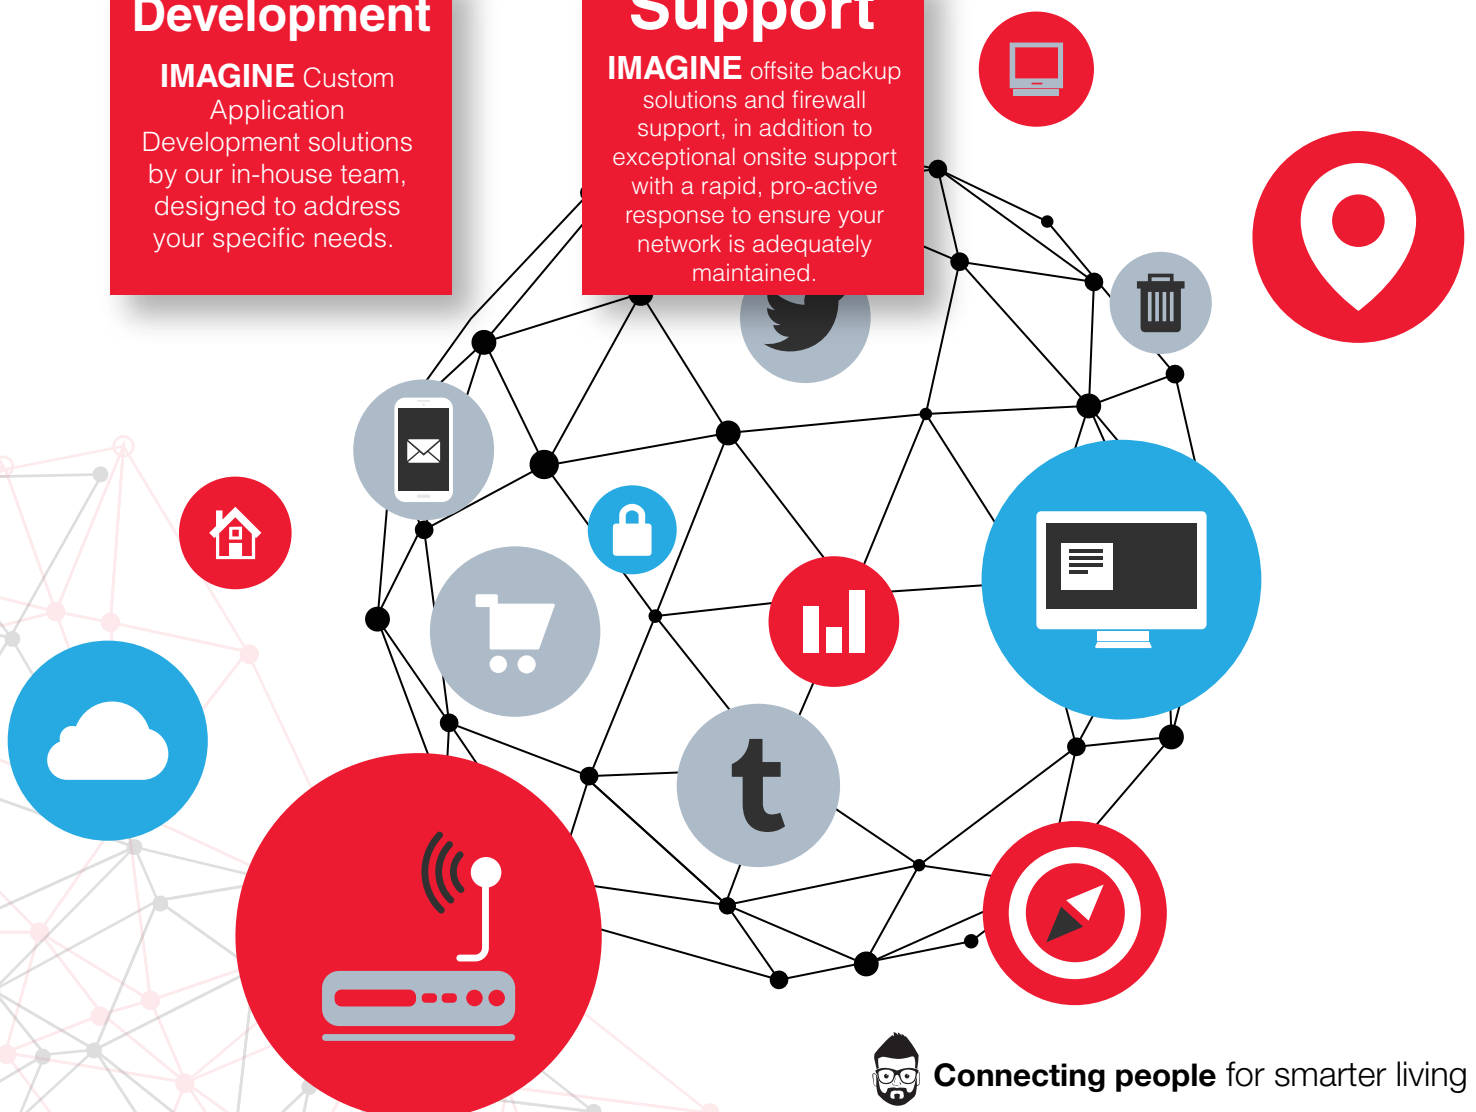 Development
IMAGINE Custom
Application
Development solutions
by our in-house team,
designed to address
your specific needs.
Support
IMAGINE offsite backup
solutions and firewall
support, in addition to
exceptional onsite support
with a rapid, pro-active
response to ensure your
network is adequately
maintained.
t
Connecting people for smarter living